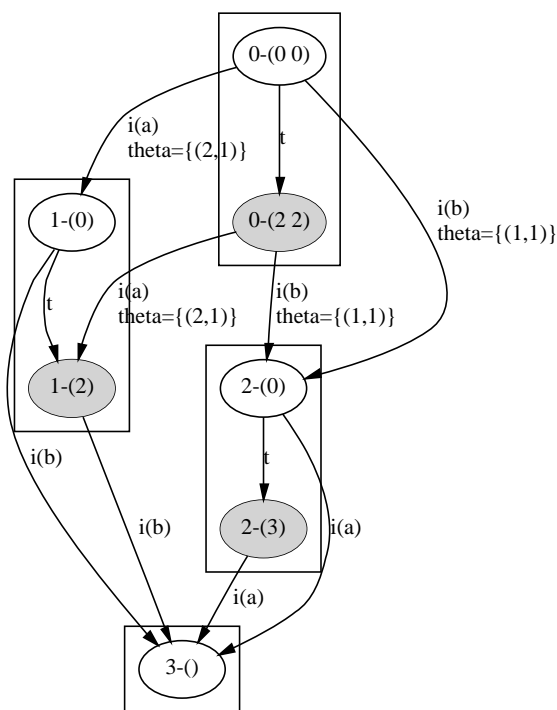 0-(0 0)
i(a)
theta={(2,1)}
t
i(b)
theta={(1,1)}
1-(0)
0-(2 2)
t
i(a)
theta={(2,1)}
i(b)
theta={(1,1)}
1-(2)
2-(0)
i(b)
t
i(b)
2-(3)
i(a)
i(a)
3-()